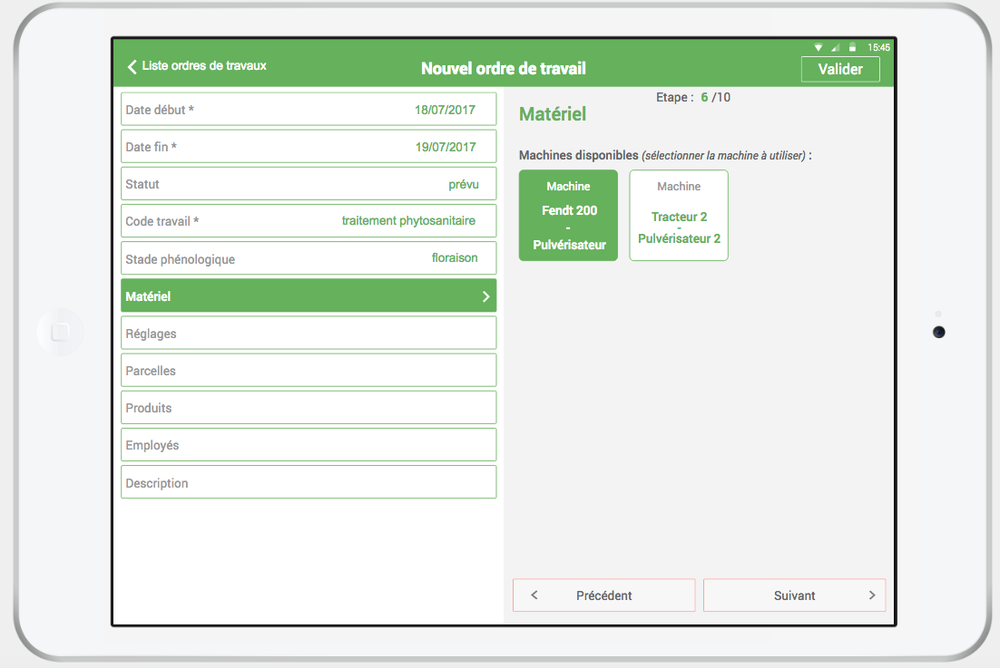 15:45
Liste ordres de travaux
Nouvel ordre de travail
Valider
Date début * 18/07/2017
Date fin * 19/07/2017
Statut prévu
Code travail * traitement phytosanitaire
Stade phénologique floraison
Matériel
Réglages
Parcelles
Produits
Employés
Description
Etape : 6 /10
Matériel
Machines disponibles (sélectionner la machine à utiliser) :
Machine
Fendt 200
-
Pulvérisateur
Machine
Tracteur 2
-
Pulvérisateur 2
< Précédent
Suivant >